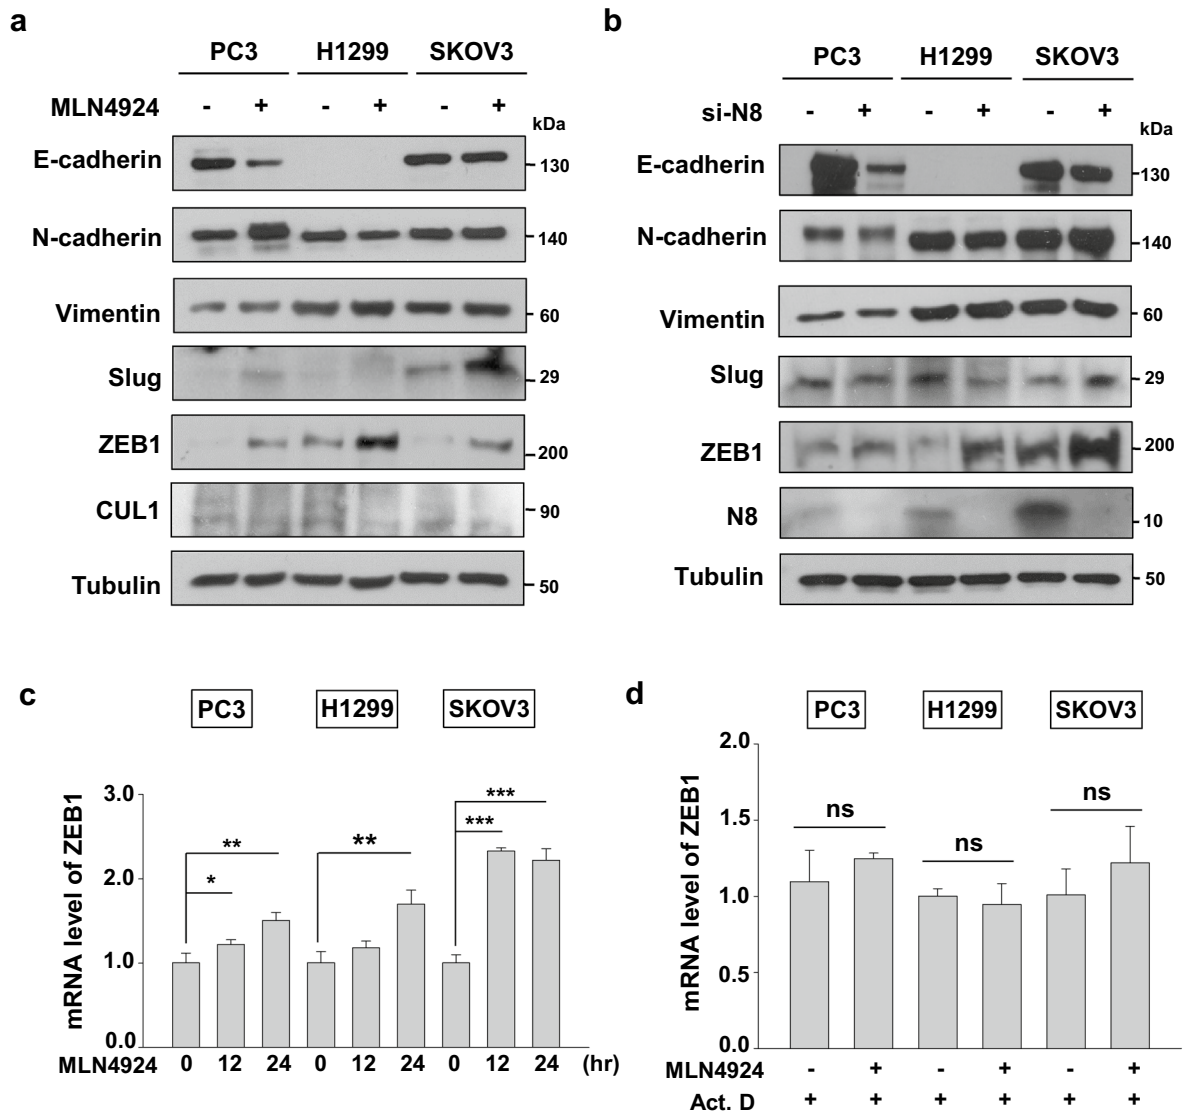 a
PC3 H1299 SKOV3
MLN4924 - + - + - +
kDa
E-cadherin 130
N-cadherin 140
Vimentin 60
Slug 29
ZEB1 200
CUL1 90
Tubulin 50
b
PC3 H1299 SKOV3
si-N8 - + - + - +
kDa
E-cadherin 130
N-cadherin 140
Vimentin 60
Slug 29
ZEB1 200
N8 10
Tubulin 50
c
PC3 H1299 SKOV3
mRNA level of ZEB1
3.0
2.0
1.0
0.0
** ** ***
* ***
MLN4924 0 12 24 0 12 24 0 12 24 (hr)
d
PC3 H1299 SKOV3
mRNA level of ZEB1
2.0
1.5
1.0
0.5
0.0
ns ns ns
MLN4924 - + - + - +
Act. D + + + + + +